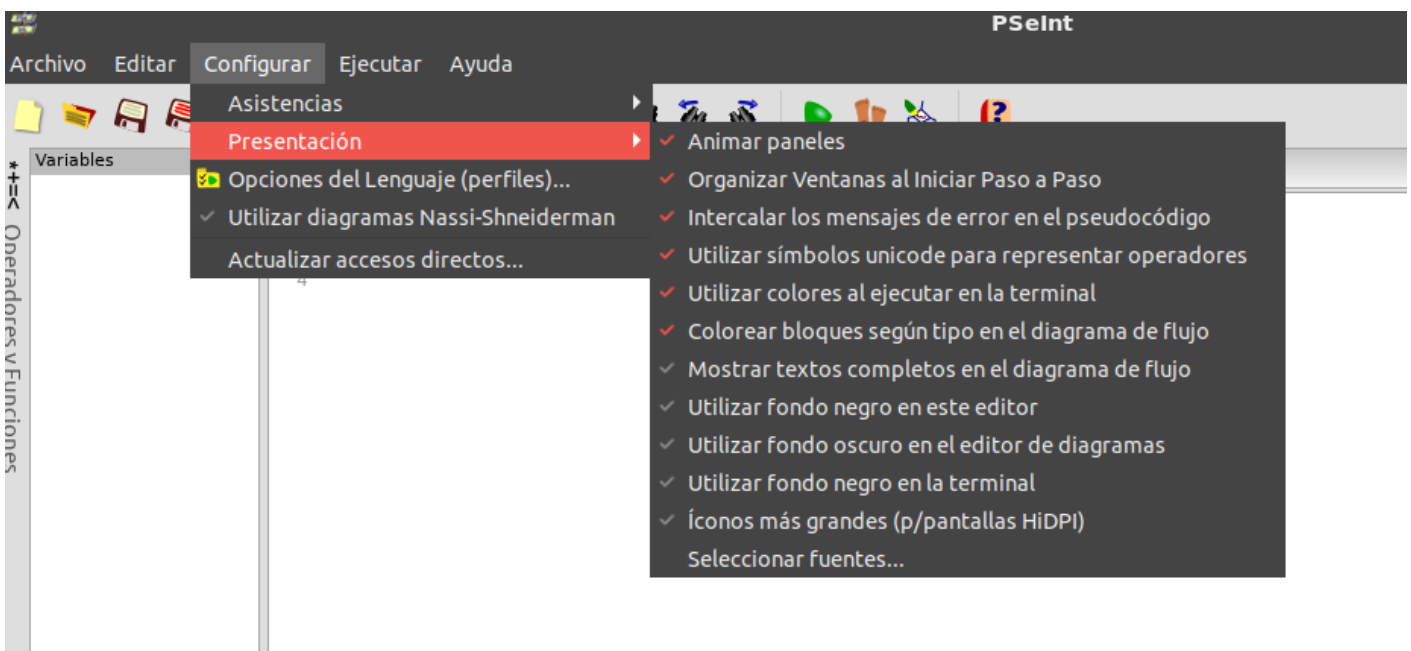 PSeInt
Archivo Editar Configurar Ejecutar Ayuda
Asistencias
Presentación
Opciones del Lenguaje (perfiles)...
Utilizar diagramas Nassi-Shneiderman
Actualizar accesos directos...
Animar paneles
Organizar Ventanas al Iniciar Paso a Paso
Intercalar los mensajes de error en el pseudocódigo
Utilizar símbolos unicode para representar operadores
Utilizar colores al ejecutar en la terminal
Colorear bloques según tipo en el diagrama de flujo
Mostrar textos completos en el diagrama de flujo
Utilizar fondo negro en este editor
Utilizar fondo oscuro en el editor de diagramas
Utilizar fondo negro en la terminal
Íconos más grandes (p/pantallas HiDPI)
Seleccionar fuentes...
Variables
*+=< Operadores y Funciones
4